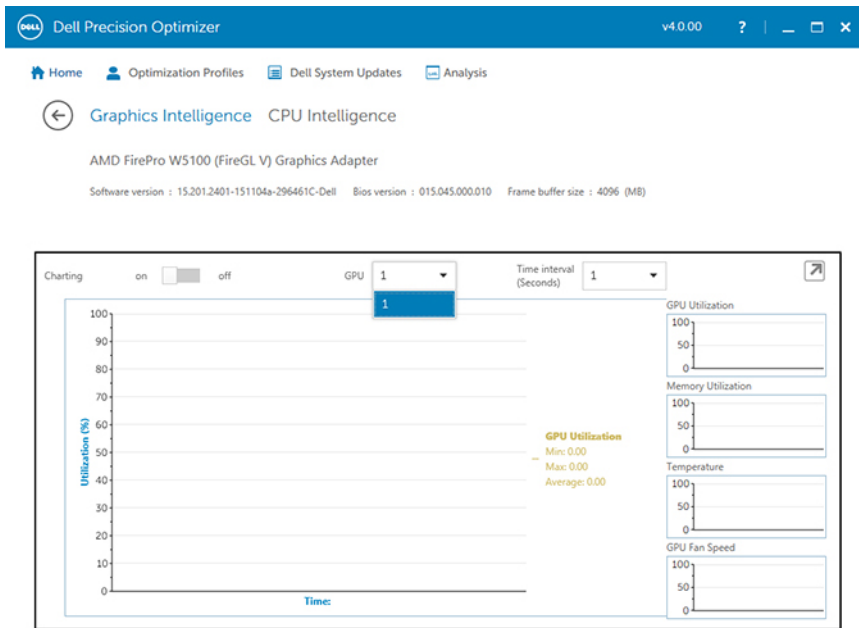 DELL Dell Precision Optimizer v4.0.00 ?
Home Optimization Profiles Dell System Updates Analysis
Graphics Intelligence CPU Intelligence
AMD FirePro W5100 (FireGL V) Graphics Adapter
Software version : 15.201.2401-151104a-296461C-Dell Bios version : 015.045.000.010 Frame buffer size : 4096 (MB)
Charting on off GPU 1 Time interval (Seconds) 1
1
100
90
80
70
60
50
40
30
20
10
0
Utilization (%)
Time:
GPU Utilization
Min: 0.00
Max: 0.00
Average: 0.00
GPU Utilization
100
50
0
Memory Utilization
100
50
0
Temperature
100
50
0
GPU Fan Speed
100
50
0